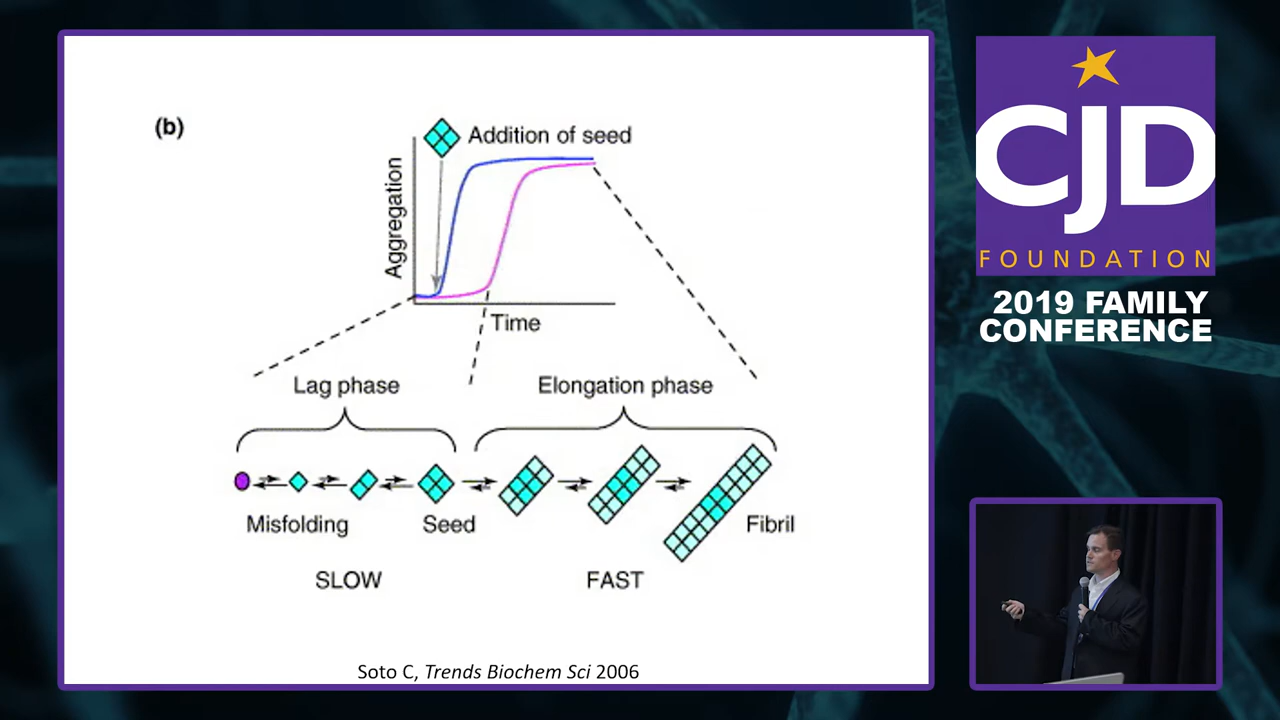 (b)
Addition of seed
Aggregation
Time
Lag phase
Elongation phase
Misfolding
Seed
Fibril
SLOW
FAST
Soto C, Trends Biochem Sci 2006
CJD
FOUNDATION
2019 FAMILY
CONFERENCE